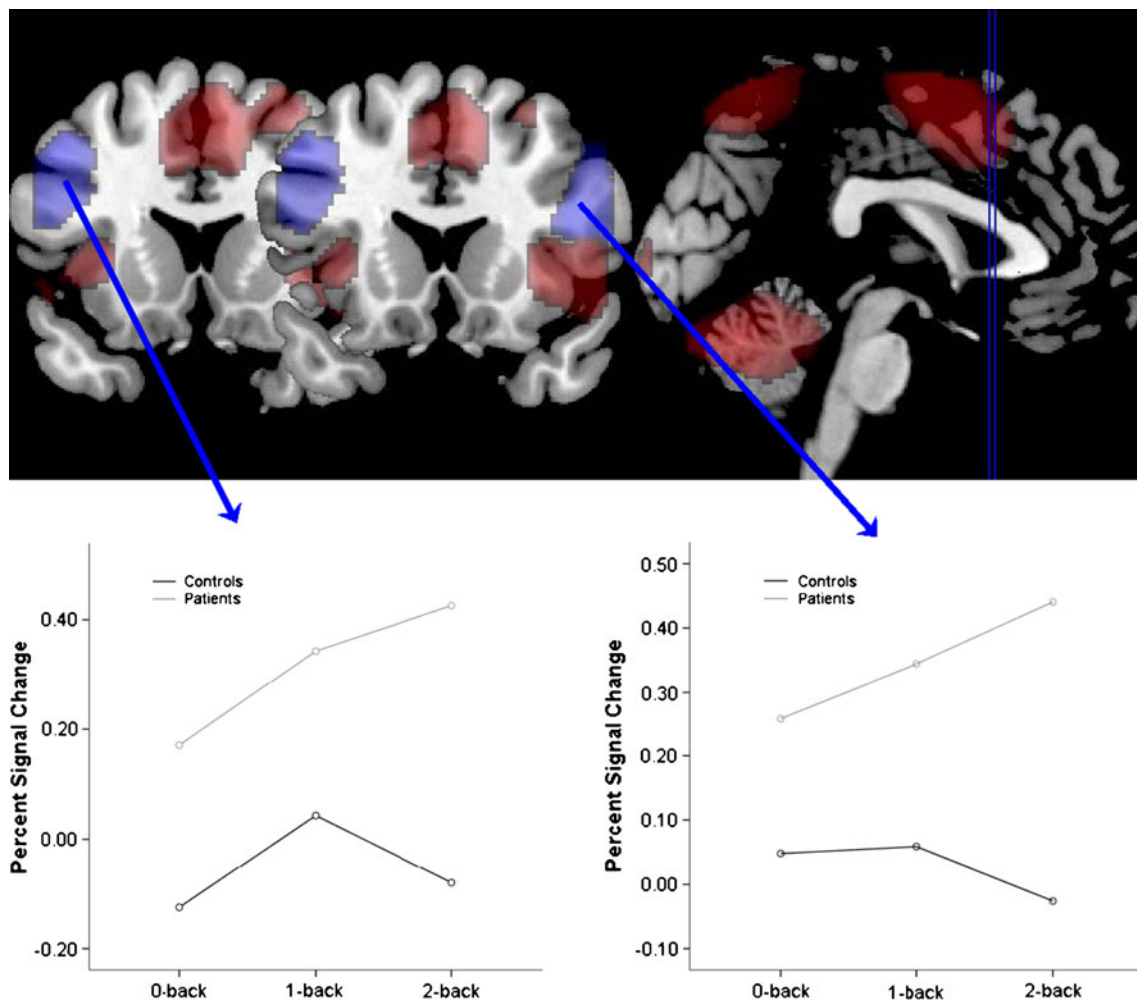 Controls
Patients
0.40
0.20
0.00
-0.20
Percent Signal Change
0-back 1-back 2-back
Controls
Patients
0.50
0.40
0.30
0.20
0.10
0.00
-0.10
Percent Signal Change
0-back 1-back 2-back